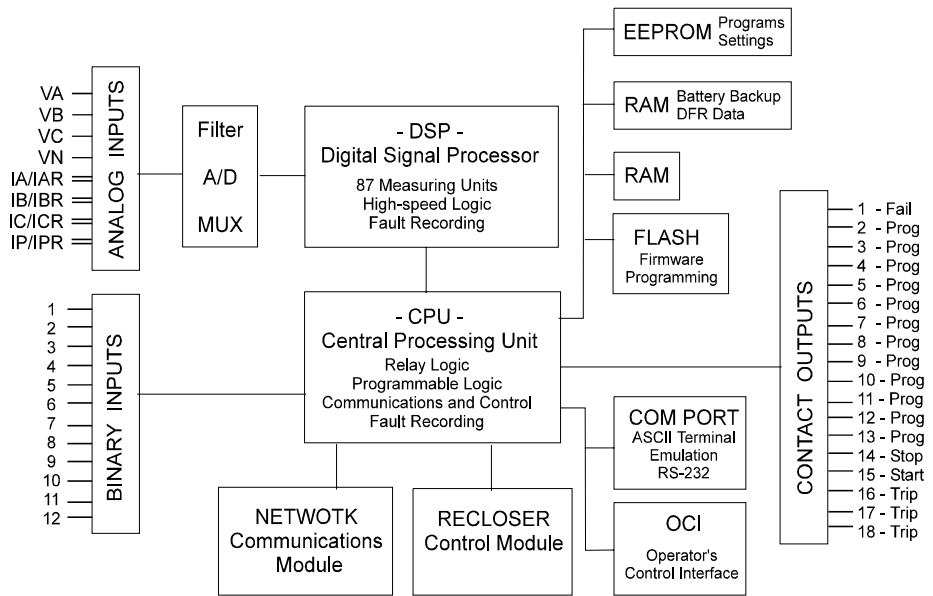 VA
VB
VC
VN
IA/IAR
IB/IBR
IC/ICR
IP/IPR
ANALOG INPUTS
Filter
A/D
MUX
- DSP -
Digital Signal Processor
87 Measuring Units
High-speed Logic
Fault Recording
EEPROM Programs
Settings
RAM Battery Backup
DFR Data
RAM
FLASH
Firmware
Programming
1
2
3
4
5
6
7
8
9
10
11
12
BINARY INPUTS
- CPU -
Central Processing Unit
Relay Logic
Programmable Logic
Communications and Control
Fault Recording
NETWOTK
Communications
Module
RECLOSER
Control Module
COM PORT
ASCII Terminal
Emulation
RS-232
OCI
Operator's
Control Interface
CONTACT OUTPUTS
1 - Fail
2 - Prog
3 - Prog
4 - Prog
5 - Prog
6 - Prog
7 - Prog
8 - Prog
9 - Prog
10 - Prog
11 - Prog
12 - Prog
13 - Prog
14 - Stop
15 - Start
16 - Trip
17 - Trip
18 - Trip